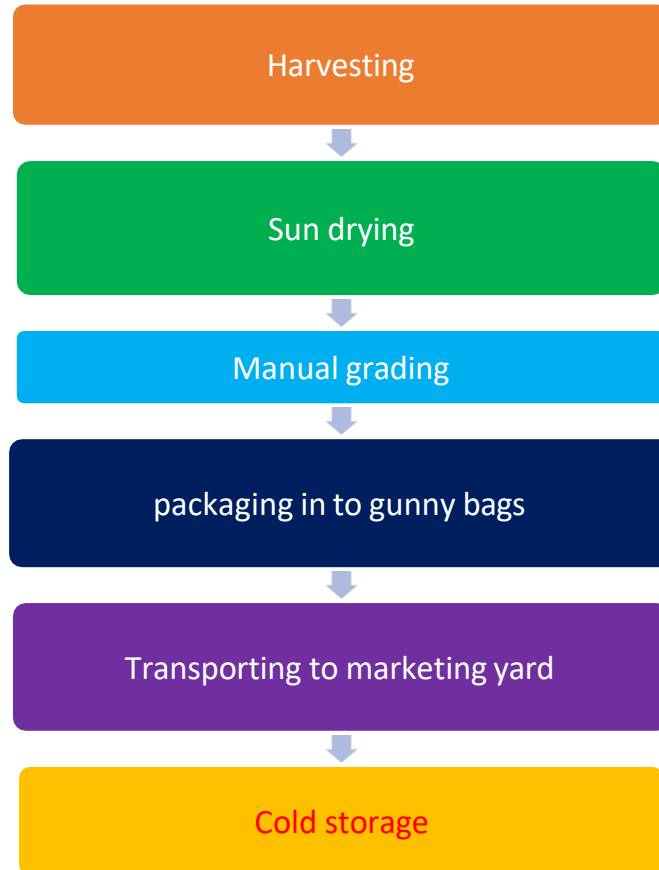 Harvesting
Sun drying
Manual grading
packaging in to gunny bags
Transporting to marketing yard
Cold storage